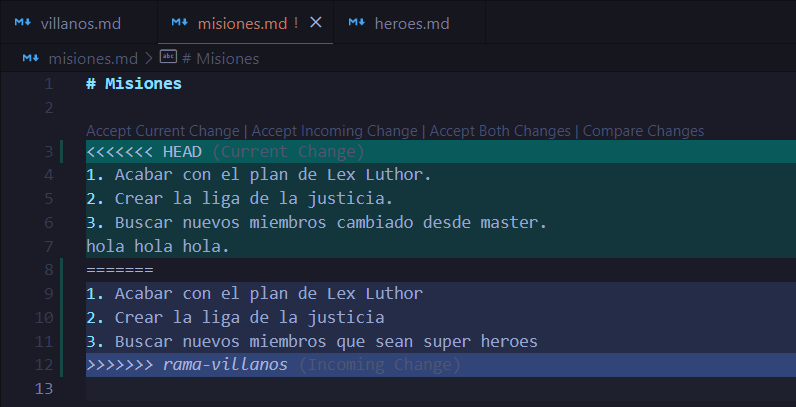 villanos.md
misiones.md !
heroes.md
misiones.md > # Misiones
1 # Misiones
2
Accept Current Change | Accept Incoming Change | Accept Both Changes | Compare Changes
3 <<<<<<< HEAD (Current Change)
4 1. Acabar con el plan de Lex Luthor.
5 2. Crear la liga de la justicia.
6 3. Buscar nuevos miembros cambiado desde master.
7 hola hola hola.
8 =======
9 1. Acabar con el plan de Lex Luthor
10 2. Crear la liga de la justicia
11 3. Buscar nuevos miembros que sean super heroes
12 >>>>>>> rama-villanos (Incoming Change)
13